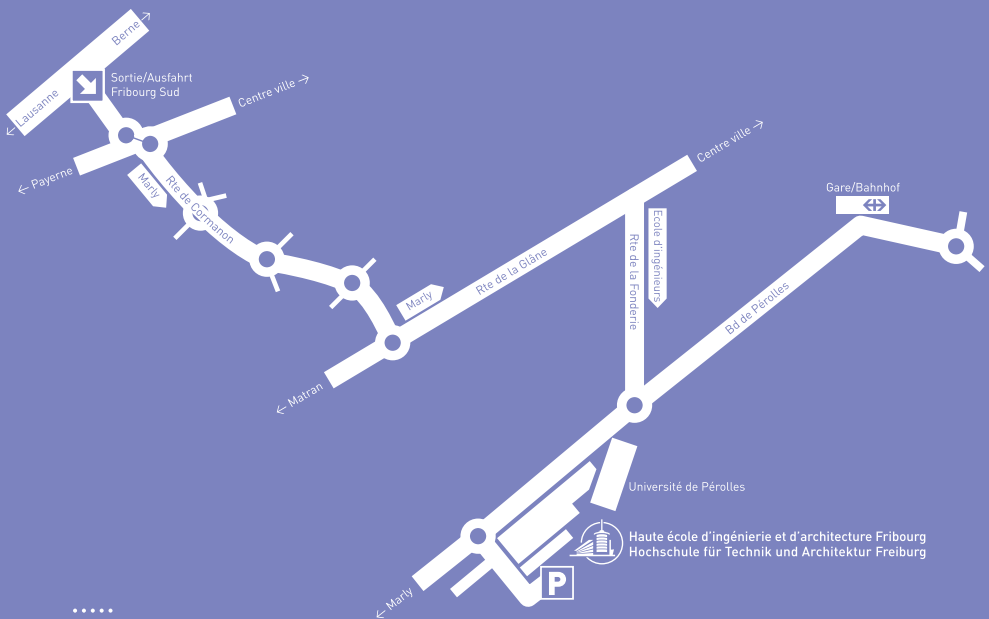 Berne →
← Lausanne
Sortie/Ausfahrt
Fribourg Sud
Centre ville →
← Payerne
Marly
Rte de Cormanon
Centre ville →
Gare/Bahnhof
Ecole d'ingénieurs
Rte de la Fonderie
Rte de la Glâne
Marly
Bd de Pérolles
← Matran
Université de Pérolles
Haute école d'ingénierie et d'architecture Fribourg
Hochschule für Technik und Architektur Freiburg
P
← Marly